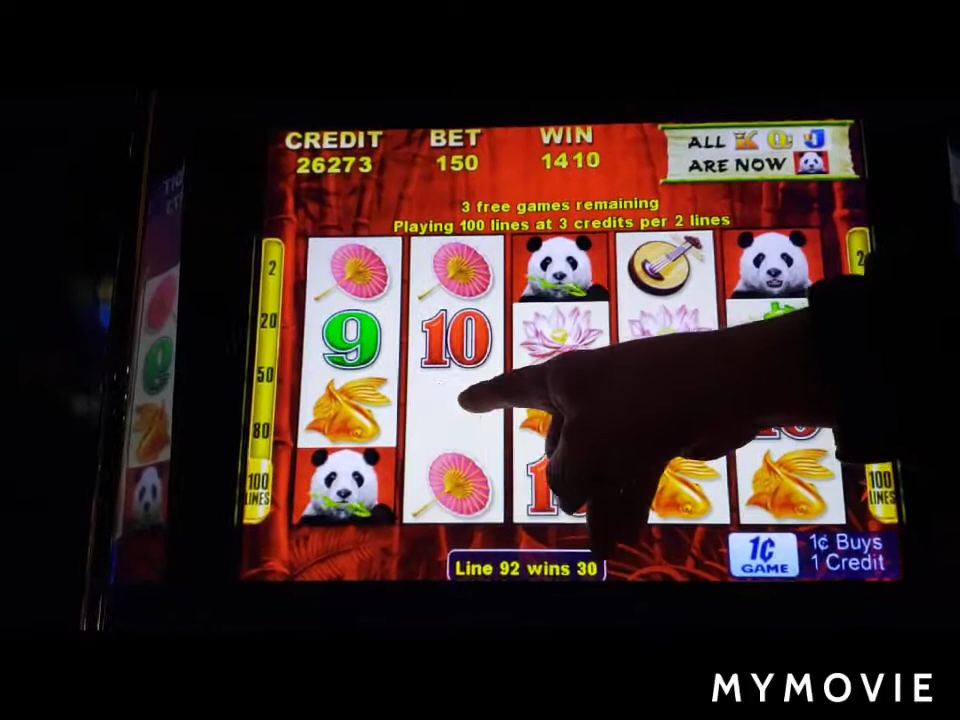 CREDIT BET WIN
26273 150 1410
ALL K Q J
ARE NOW
3 free games remaining
Playing 100 lines at 3 credits per 2 lines
2
20
50
80
100
LINES
9
10
2
100
LINES
1¢
GAME
1¢ Buys
1 Credit
Line 92 wins 30
MYMOVIE